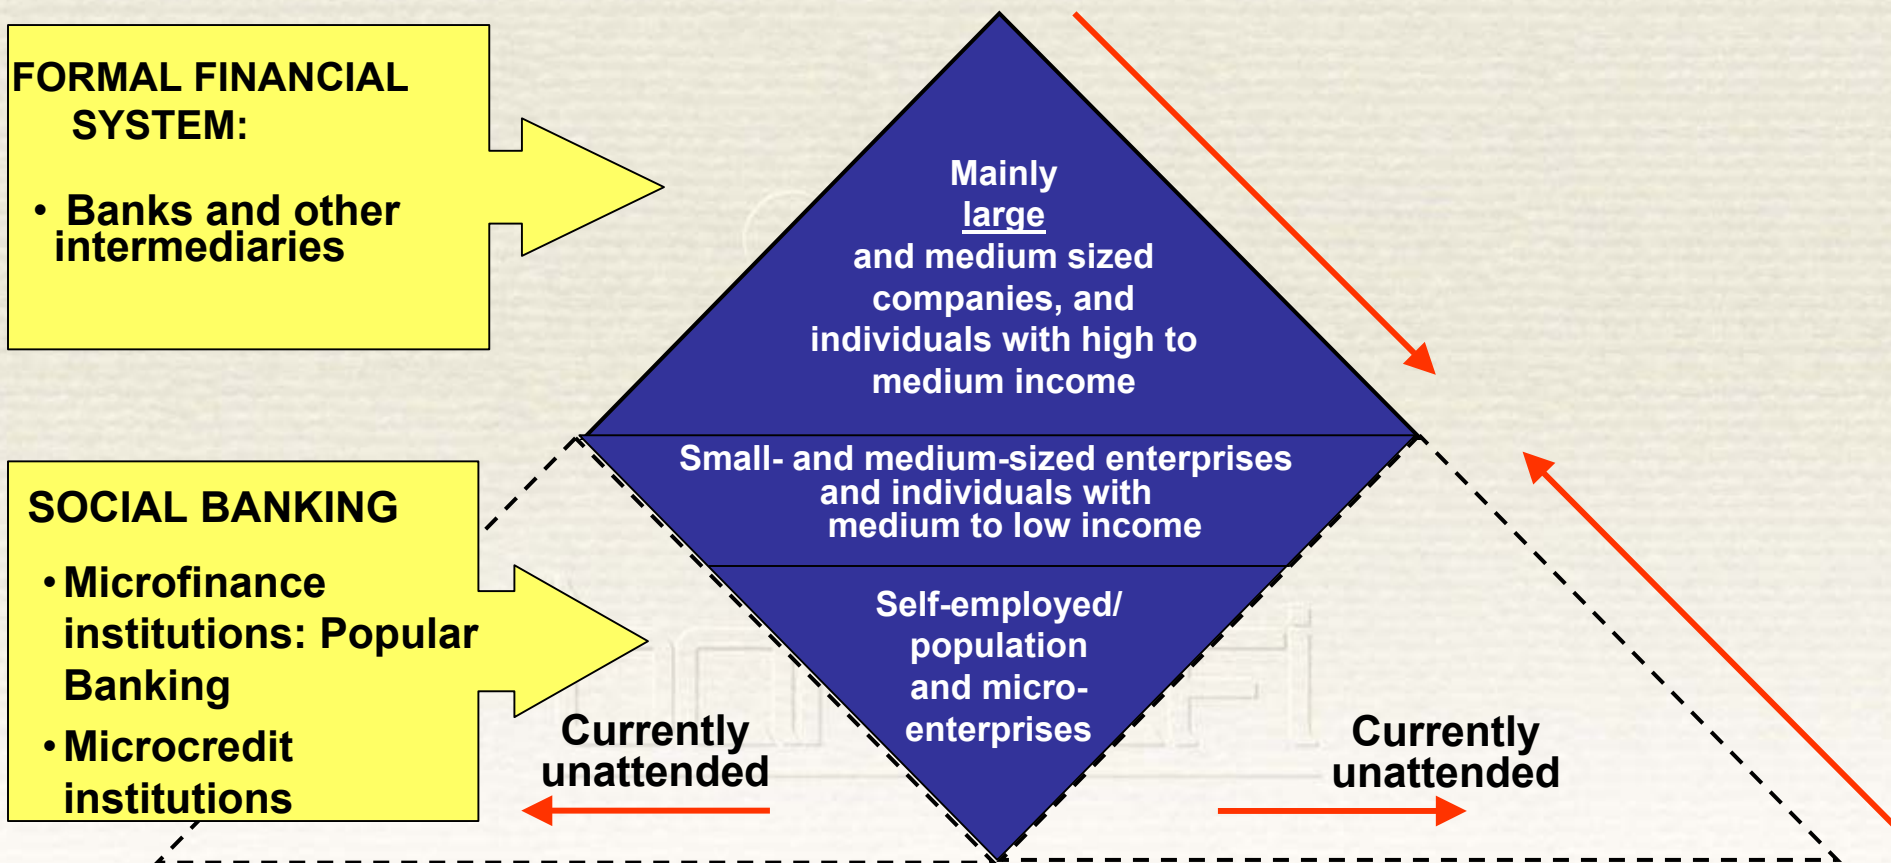 FORMAL FINANCIAL
SYSTEM:
• Banks and other
intermediaries
Mainly
large
and medium sized
companies, and
individuals with high to
medium income
Small- and medium-sized enterprises
and individuals with
medium to low income
SOCIAL BANKING
• Microfinance
institutions: Popular
Banking
• Microcredit
institutions
Self-employed/
population
and micro-
enterprises
Currently
unattended
Currently
unattended